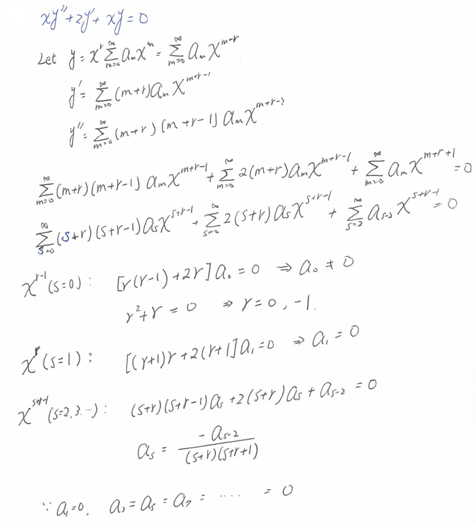 xy''+2y'+xy=0
Let y = x^r Σ_{m=0}^∞ a_m x^m = Σ_{m=0}^∞ a_m x^{m+r}
y' = Σ_{m=0}^∞ (m+r) a_m x^{m+r-1}
y'' = Σ_{m=0}^∞ (m+r)(m+r-1) a_m x^{m+r-2}
Σ_{m=0}^∞ (m+r)(m+r-1) a_m x^{m+r-1} + Σ_{m=0}^∞ 2(m+r) a_m x^{m+r-1} + Σ_{m=0}^∞ a_m x^{m+r+1} = 0
Σ_{s=0}^∞ (s+r)(s+r-1) a_s x^{s+r-1} + Σ_{s=0}^∞ 2(s+r) a_s x^{s+r-1} + Σ_{s=2}^∞ a_{s-2} x^{s+r-1} = 0
x^{r-1} (s=0): [r(r-1)+2r] a_0 = 0 ⇒ a_0 ≠ 0
r^2+r = 0 ⇒ r = 0, -1.
x^r (s=1): [(r+1)r + 2(r+1] a_1 = 0 ⇒ a_1 = 0
x^{s+r-1} (s=2,3,...): (s+r)(s+r-1) a_s + 2(s+r) a_s + a_{s-2} = 0
a_s = -a_{s-2} / (s+r)(s+r+1)
∵ a_1=0, a_3 = a_5 = a_7 = ..... = 0